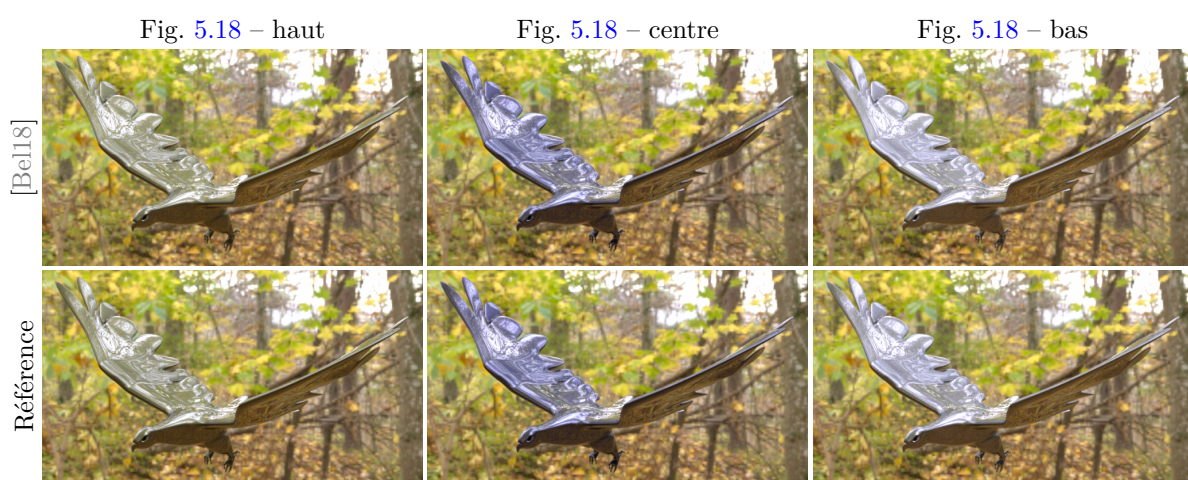 Fig. 5.18 – haut
Fig. 5.18 – centre
Fig. 5.18 – bas
[Bel18]
Référence